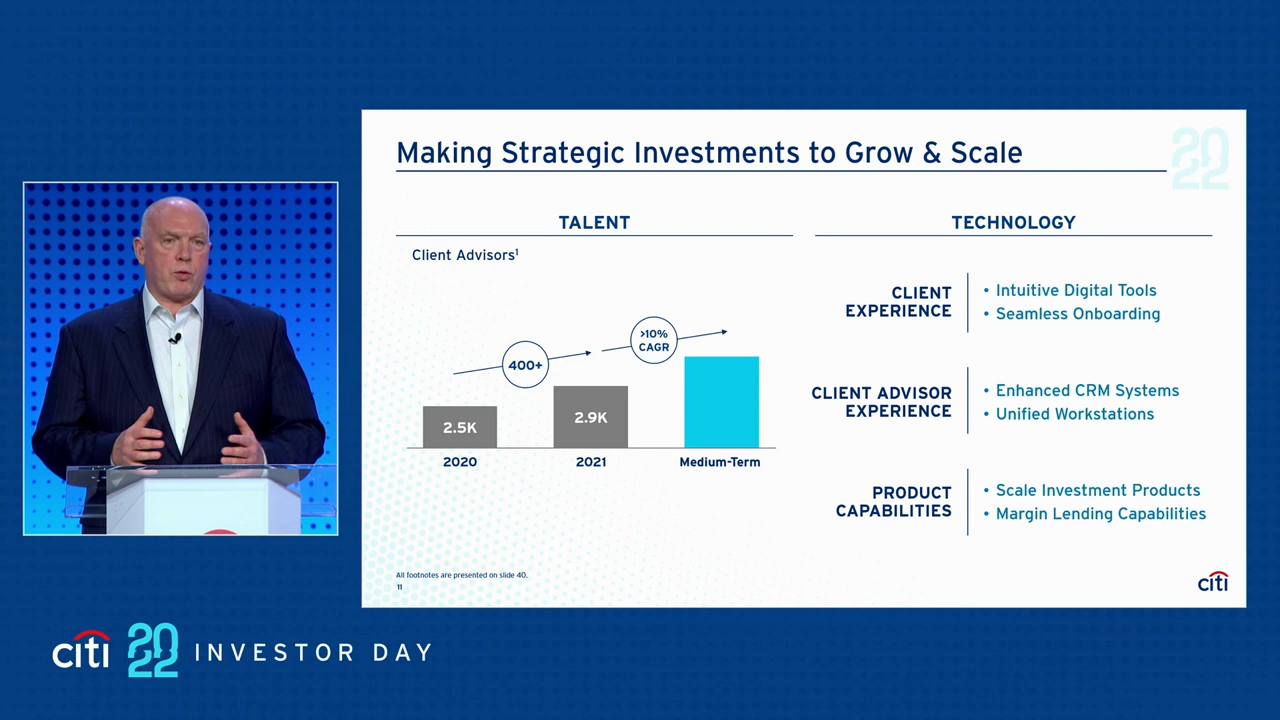 Making Strategic Investments to Grow & Scale
20
22
TALENT
Client Advisors¹
400+
>10%
CAGR
2.5K
2.9K
2020
2021
Medium-Term
TECHNOLOGY
CLIENT
EXPERIENCE
• Intuitive Digital Tools
• Seamless Onboarding
CLIENT ADVISOR
EXPERIENCE
• Enhanced CRM Systems
• Unified Workstations
PRODUCT
CAPABILITIES
• Scale Investment Products
• Margin Lending Capabilities
All footnotes are presented on slide 40.
11
citi
citi 2022 INVESTOR DAY